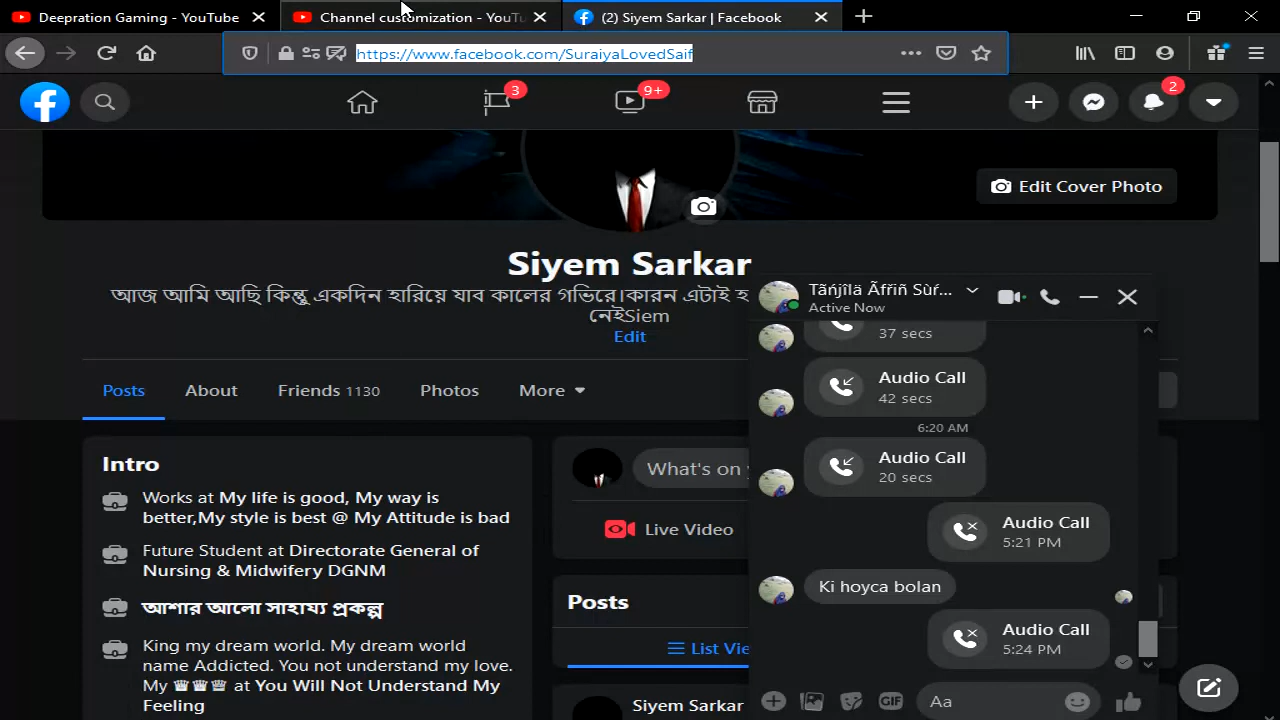 Deepration Gaming - YouTube
Channel customization - YouTu
(2) Siyem Sarkar | Facebook
https://www.facebook.com/SuraiyaLovedSaif
3
9+
2
Edit Cover Photo
Siyem Sarkar
আজ আমি আছি কিন্তু একদিন হারিয়ে যাব কালের গভিরে।কারন এটাই হ
নেইSiem
Edit
Posts
About
Friends 1130
Photos
More
Intro
Works at My life is good, My way is
better,My style is best @ My Attitude is bad
Future Student at Directorate General of
Nursing & Midwifery DGNM
আশার আলো সাহায্য প্রকল্প
King my dream world. My dream world
name Addicted. You not understand my love.
My ♛♛♛ at You Will Not Understand My
Feeling
What's on y
Live Video
Posts
List Vie
Siyem Sarkar
Tãńjîlä Ãfriñ Sùŕ...
Active Now
37 secs
Audio Call
42 secs
6:20 AM
Audio Call
20 secs
Audio Call
5:21 PM
Ki hoyca bolan
Audio Call
5:24 PM
GIF
Aa